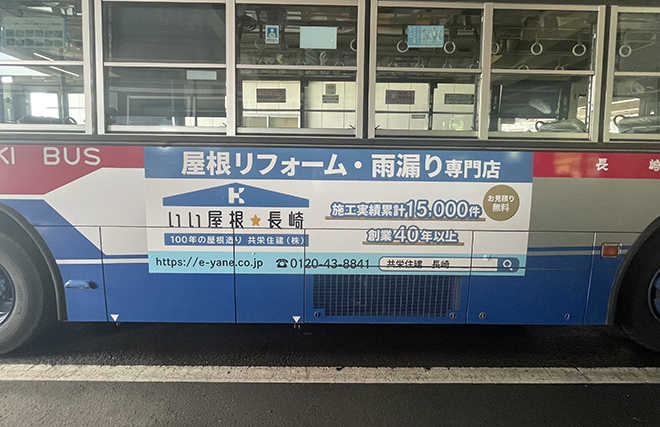 KI BUS
長 崎
屋根リフォーム・雨漏り専門店
K
いい屋根★長崎
100年の屋根造り 共栄住建(株)
施工実績累計15,000件
お見積り
無料
創業40年以上
https://e-yane.co.jp
☎0120-43-8841
共栄住建 長崎